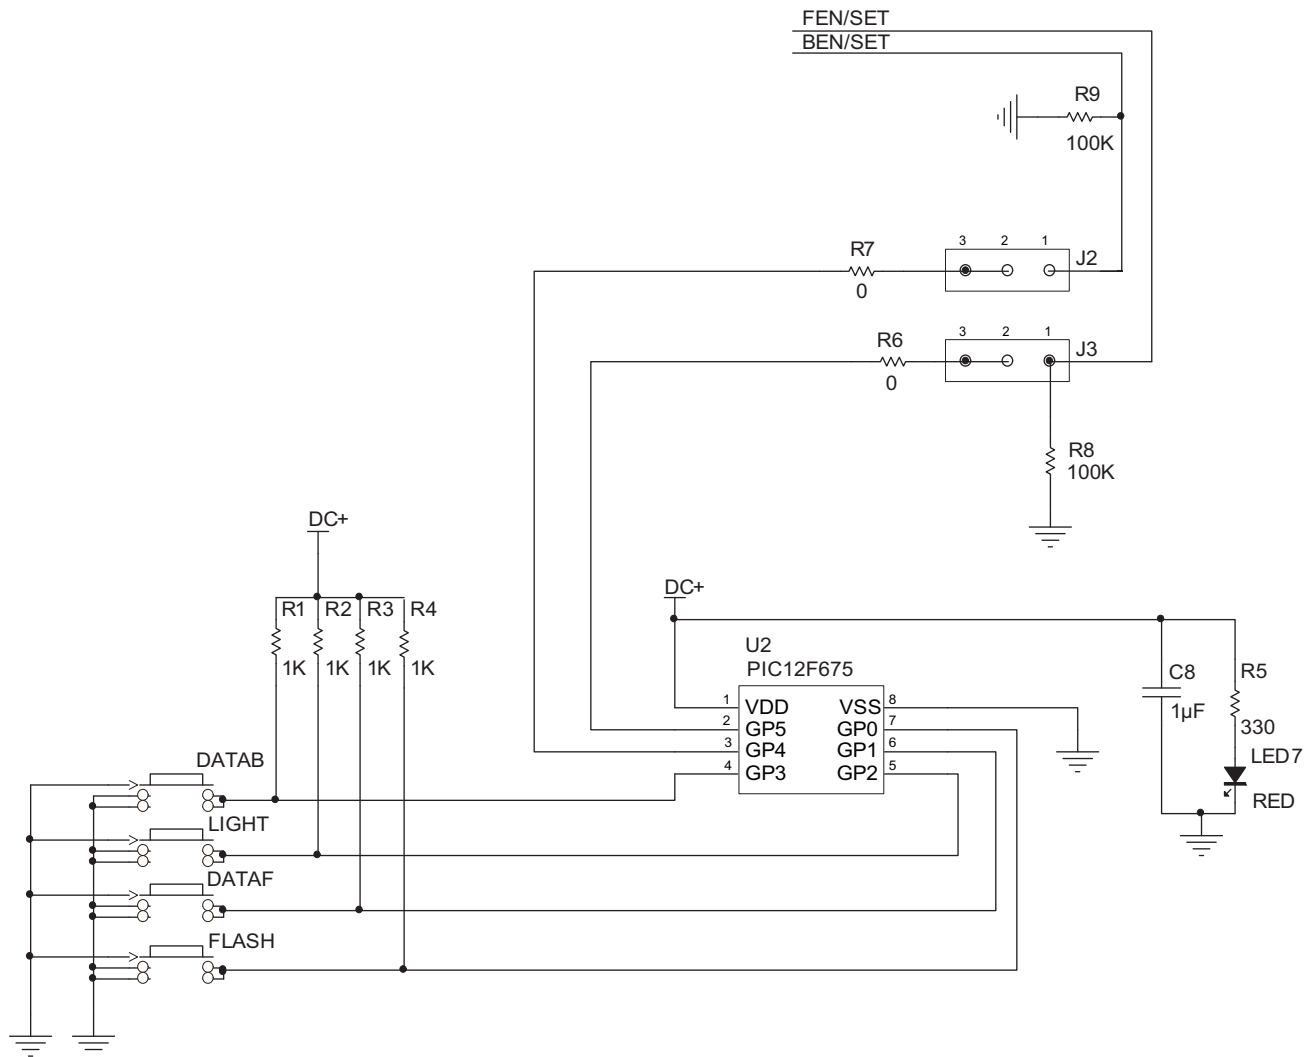 FEN/SET
BEN/SET
R9
100K
R7
0
3 2 1
J2
R6
0
3 2 1
J3
R8
100K
DC+
R1 R2 R3 R4
1K 1K 1K 1K
DC+
U2
PIC12F675
1 VDD VSS 8
2 GP5 GP0 7
3 GP4 GP1 6
4 GP3 GP2 5
C8
1µF
R5
330
LED7
RED
DATAB
LIGHT
DATAF
FLASH